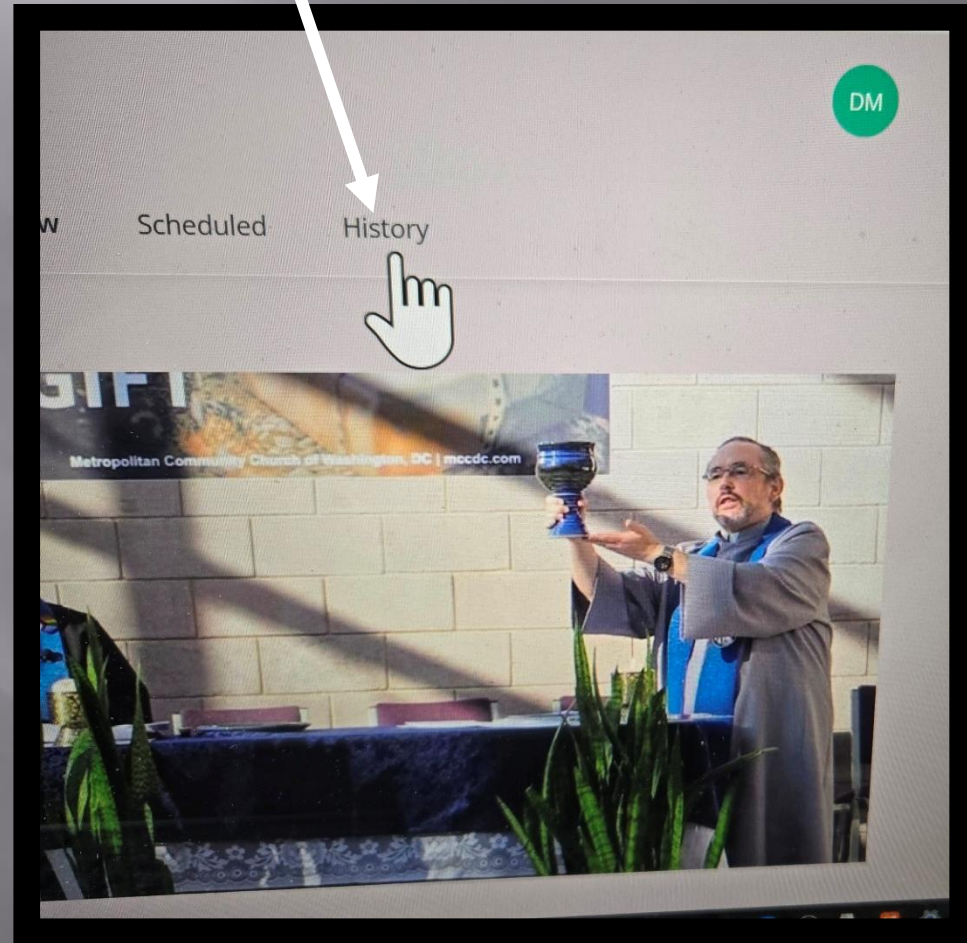 DM
w Scheduled History
GIFT
Metropolitan Community Church of Washington, DC | mccdc.com